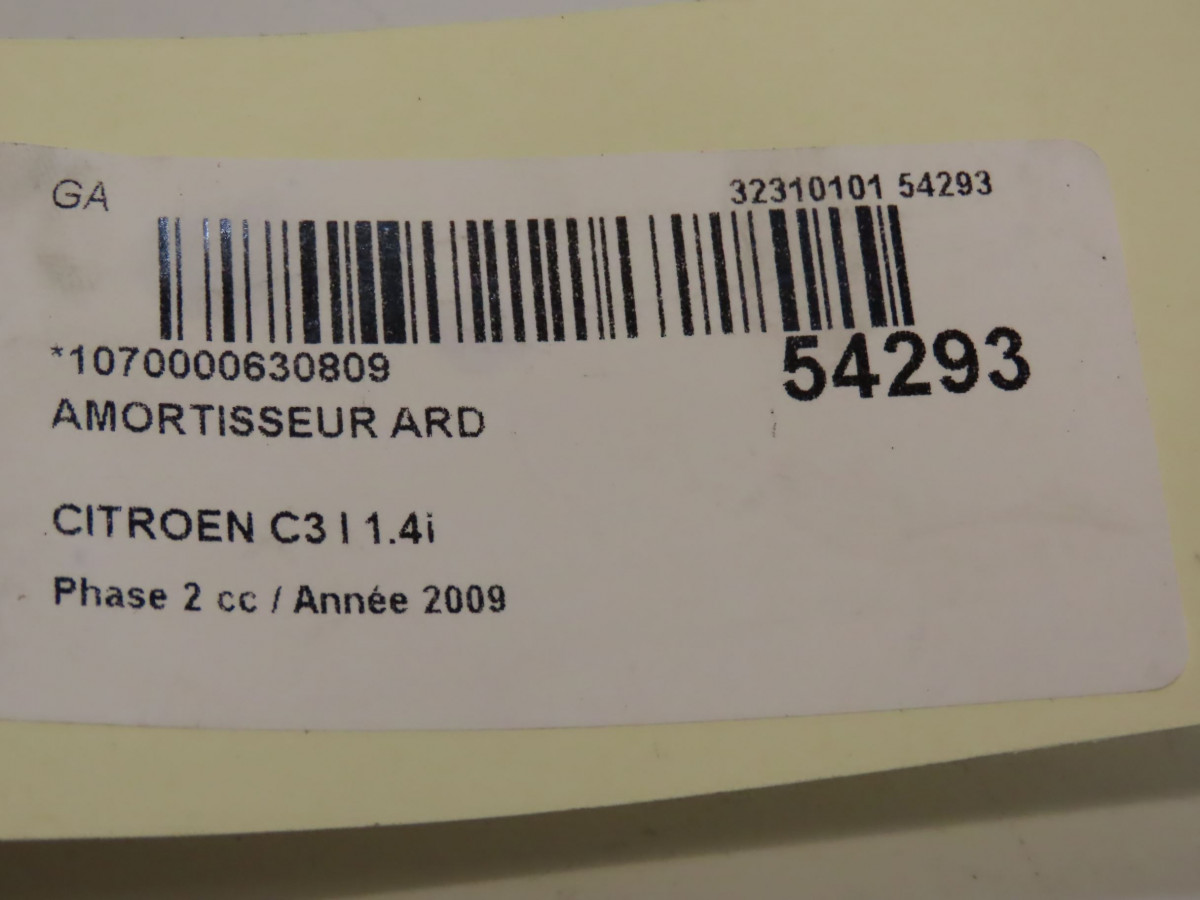 GA
32310101 54293
*1070000630809
54293
AMORTISSEUR ARD
CITROEN C3 I 1.4i
Phase 2 cc / Année 2009